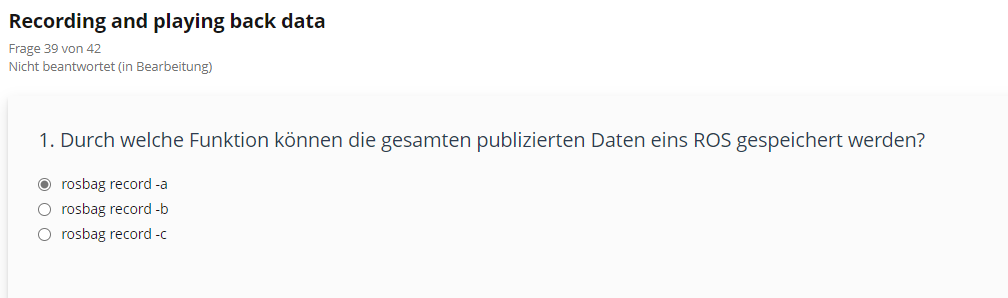 Recording and playing back data
Frage 39 von 42
Nicht beantwortet (in Bearbeitung)
1. Durch welche Funktion können die gesamten publizierten Daten eins ROS gespeichert werden?
rosbag record -a
rosbag record -b
rosbag record -c